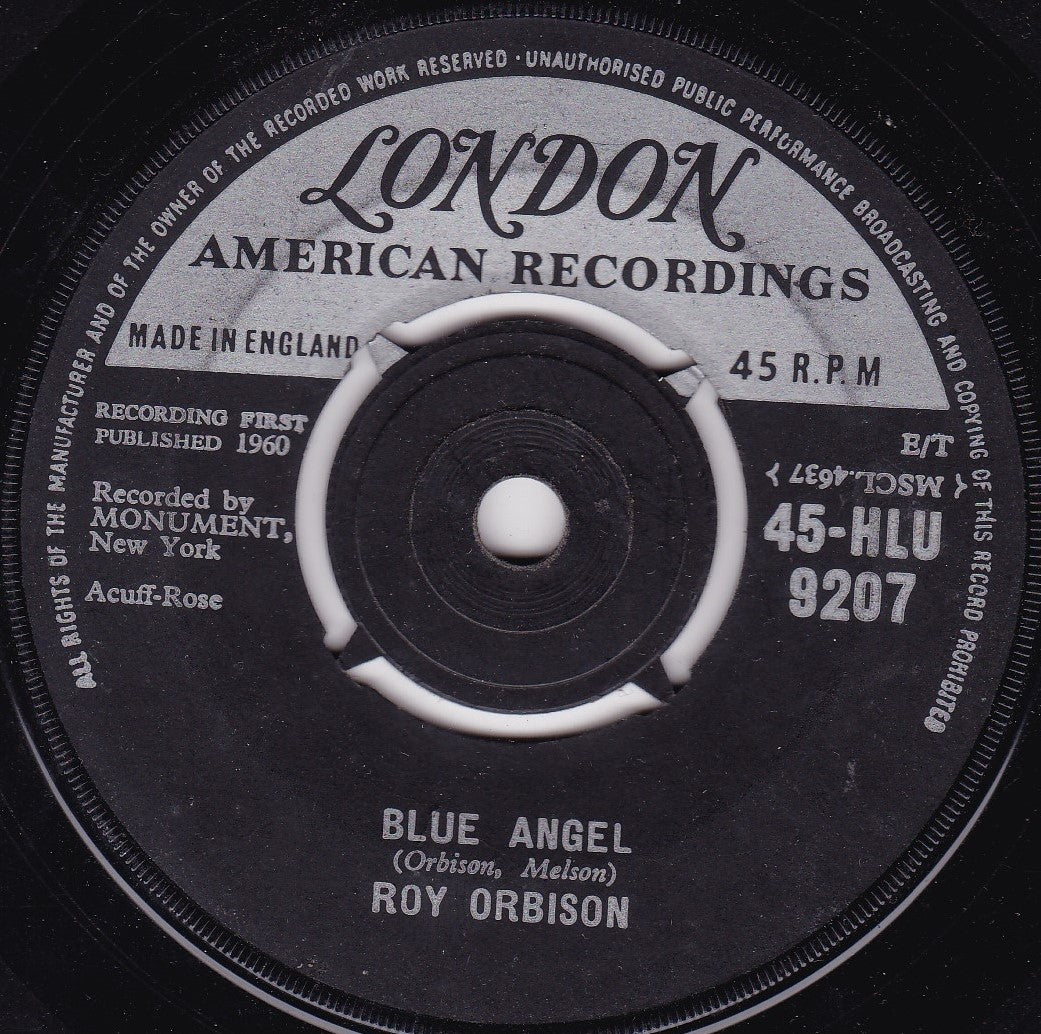 ALL RIGHTS OF THE MANUFACTURER AND OF THE OWNER OF THE RECORDED WORK RESERVED · UNAUTHORISED PUBLIC PERFORMANCE BROADCASTING AND COPYING OF THIS RECORD PROHIBITED
LONDON
AMERICAN RECORDINGS
MADE IN ENGLAND
45 R.P.M
RECORDING FIRST
PUBLISHED 1960
Recorded by
MONUMENT,
New York
Acuff-Rose
E/T
{ MSCL.4637 }
45-HLU
9207
BLUE ANGEL
(Orbison, Melson)
ROY ORBISON